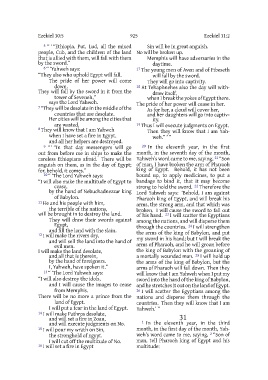 Ezekiel 30:5 925 Ezekiel 31:2
5 "' "Ethiopia, Put, Lud, all the mixed
people, Cub, and the children of the land
that is allied with them, will fall with them
by the sword."
6 "'Yahweh says:
"They also who uphold Egypt will fall.
The pride of her power will come
down.
They will fall by the sword in it from the
tower of Seveneh,"
says the Lord Yahweh.
7 "They will be desolate in the middle of the
countries that are desolate.
Her cities will be among the cities that
are wasted.
8 They will know that I am Yahweh
when I have set a fire in Egypt,
and all her helpers are destroyed.
9 "' "In that day messengers will go
out from before me in ships to make the
careless Ethiopians afraid. There will be
anguish on them, as in the day of Egypt;
for, behold, it comes."
10 "'The Lord Yahweh says:
"I will also make the multitude of Egypt to
cease,
by the hand of Nebuchadnezzar king
of Babylon.
11 He and his people with him,
the terrible of the nations,
will be brought in to destroy the land.
They will draw their swords against
Egypt,
and fill the land with the slain.
12 I will make the rivers dry,
and will sell the land into the hand of
evil men.
I will make the land desolate,
and all that is therein,
by the hand of foreigners.
I, Yahweh, have spoken it."
13 "'The Lord Yahweh says:
"I will also destroy the idols,
and I will cause the images to cease
from Memphis.
There will be no more a prince from the
land of Egypt.
I will put a fear in the land of Egypt.
14 I will make Pathros desolate,
and will set a fire in Zoan,
and will execute judgments on No.
15 I will pour my wrath on Sin,
the stronghold of Egypt.
I will cut off the multitude of No.
16 I will set a fire in Egypt
Sin will be in great anguish.
No will be broken up.
Memphis will have adversaries in the
daytime.
17 The young men of Aven and of Pibeseth
will fall by the sword.
They will go into captivity.
18 At Tehaphnehes also the day will with-
draw itself,
when I break the yokes of Egypt there.
The pride of her power will cease in her.
As for her, a cloud will cover her,
and her daughters will go into captiv-
ity.
19 Thus I will execute judgments on Egypt.
Then they will know that I am Yah-
weh." '"
20 In the eleventh year, in the first
month, in the seventh day of the month,
Yahweh's word came to me, saying, 21 "Son
of man, I have broken the arm of Pharaoh
king of Egypt. Behold, it has not been
bound up, to apply medicines, to put a
bandage to bind it, that it may become
strong to hold the sword. 22 Therefore the
Lord Yahweh says: 'Behold, I am against
Pharaoh king of Egypt, and will break his
arms, the strong arm, and that which was
broken. I will cause the sword to fall out
of his hand. 23 I will scatter the Egyptians
among the nations, and will disperse them
through the countries. 24 I will strengthen
the arms of the king of Babylon, and put
my sword in his hand; but I will break the
arms of Pharaoh, and he will groan before
the king of Babylon with the groaning of
a mortally wounded man. 25 I will hold up
the arms of the king of Babylon, but the
arms of Pharaoh will fall down. Then they
will know that I am Yahweh when I put my
sword into the hand of the king of Babylon,
and he stretches it out on the land of Egypt.
26 I will scatter the Egyptians among the
nations and disperse them through the
countries. Then they will know that I am
Yahweh.'"
31
1 In the eleventh year, in the third
month, in the first day of the month, Yah-
weh's word came to me, saying, 2 "Son of
man, tell Pharaoh king of Egypt and his
multitude: